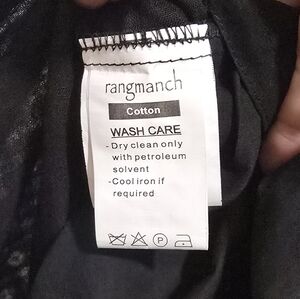 rangmanch
Cotton
WASH CARE
-Dry clean only
with petroleum
solvent
-Cool iron if
required
P